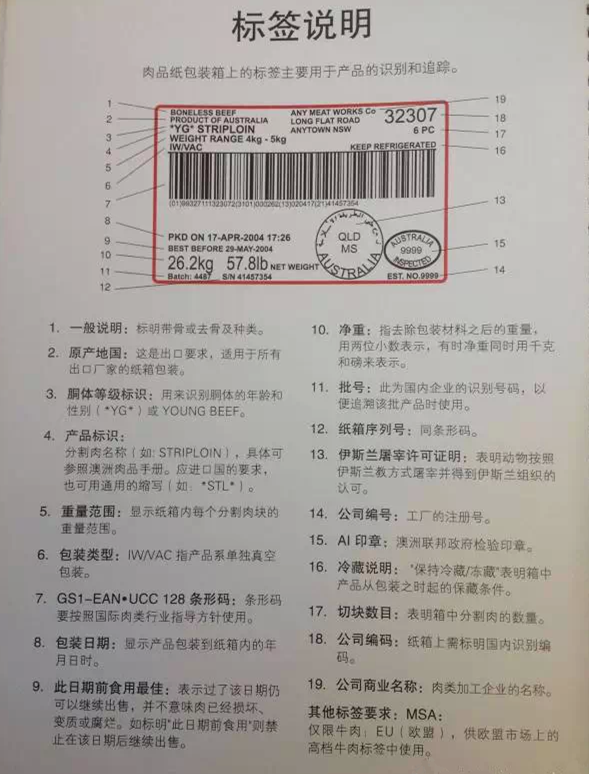 标签说明
肉品纸包装箱上的标签主要用于产品的识别和追踪。
1
2
3
4
5
6
7
8
9
10
11
12
BONELESS BEEF
PRODUCT OF AUSTRALIA
*YG* STRIPLOIN
WEIGHT RANGE 4kg - 5kg
IW/VAC
ANY MEAT WORKS Co
LONG FLAT ROAD
ANYTOWN NSW
32307
6 PC
KEEP REFRIGERATED
PKD ON 17-APR-2004 17:26
BEST BEFORE 29-MAY-2004
26.2kg 57.8lb NET WEIGHT
Batch: 4487 S/N 41457354
QLD
MS
AUSTRALIA
AUSTRALIA
9999
INSPECTED
EST. NO.9999
19
18
17
16
13
15
14
1. 一般说明：标明带骨或去骨及种类。
2. 原产地国：这是出口要求，适用于所有
出口厂家的纸箱包装。
3. 胴体等级标识：用来识别胴体的年龄和
性别（*YG*）或 YOUNG BEEF。
4. 产品标识：
分割肉名称（如: STRIPLOIN），具体可
参照澳洲肉品手册。应进口国的要求，
也可用通用的缩写（如：*STL*）。
5. 重量范围：显示纸箱内每个分割肉块的
重量范围。
6. 包装类型：IW/VAC 指产品系单独真空
包装。
7. GS1-EAN•UCC 128 条形码：条形码
要按照国际肉类行业指导方针使用。
8. 包装日期：显示产品包装到纸箱内的年
月日时。
9. 此日期前食用最佳：表示过了该日期仍
可以继续出售，并不意味肉已经损坏、
变质或腐烂。如标明"此日期前食用"则禁
止在该日期后继续出售。
10. 净重：指去除包装材料之后的重量，
用两位小数表示，有时净重同时用千克
和磅来表示。
11. 批号：此为国内企业的识别号码，以
便追溯该批产品时使用。
12. 纸箱序列号：同条形码。
13. 伊斯兰屠宰许可证明：表明动物按照
伊斯兰教方式屠宰并得到伊斯兰组织的
认可。
14. 公司编号：工厂的注册号。
15. AI 印章：澳洲联邦政府检验印章。
16. 冷藏说明："保持冷藏/冻藏"表明箱中
产品从包装之时起的保藏条件。
17. 切块数目：表明箱中分割肉的数量。
18. 公司编码：纸箱上需标明国内识别编
码。
19. 公司商业名称：肉类加工企业的名称。
其他标签要求：MSA：
仅限牛肉；EU（欧盟），供欧盟市场上的
高档牛肉标签中使用。